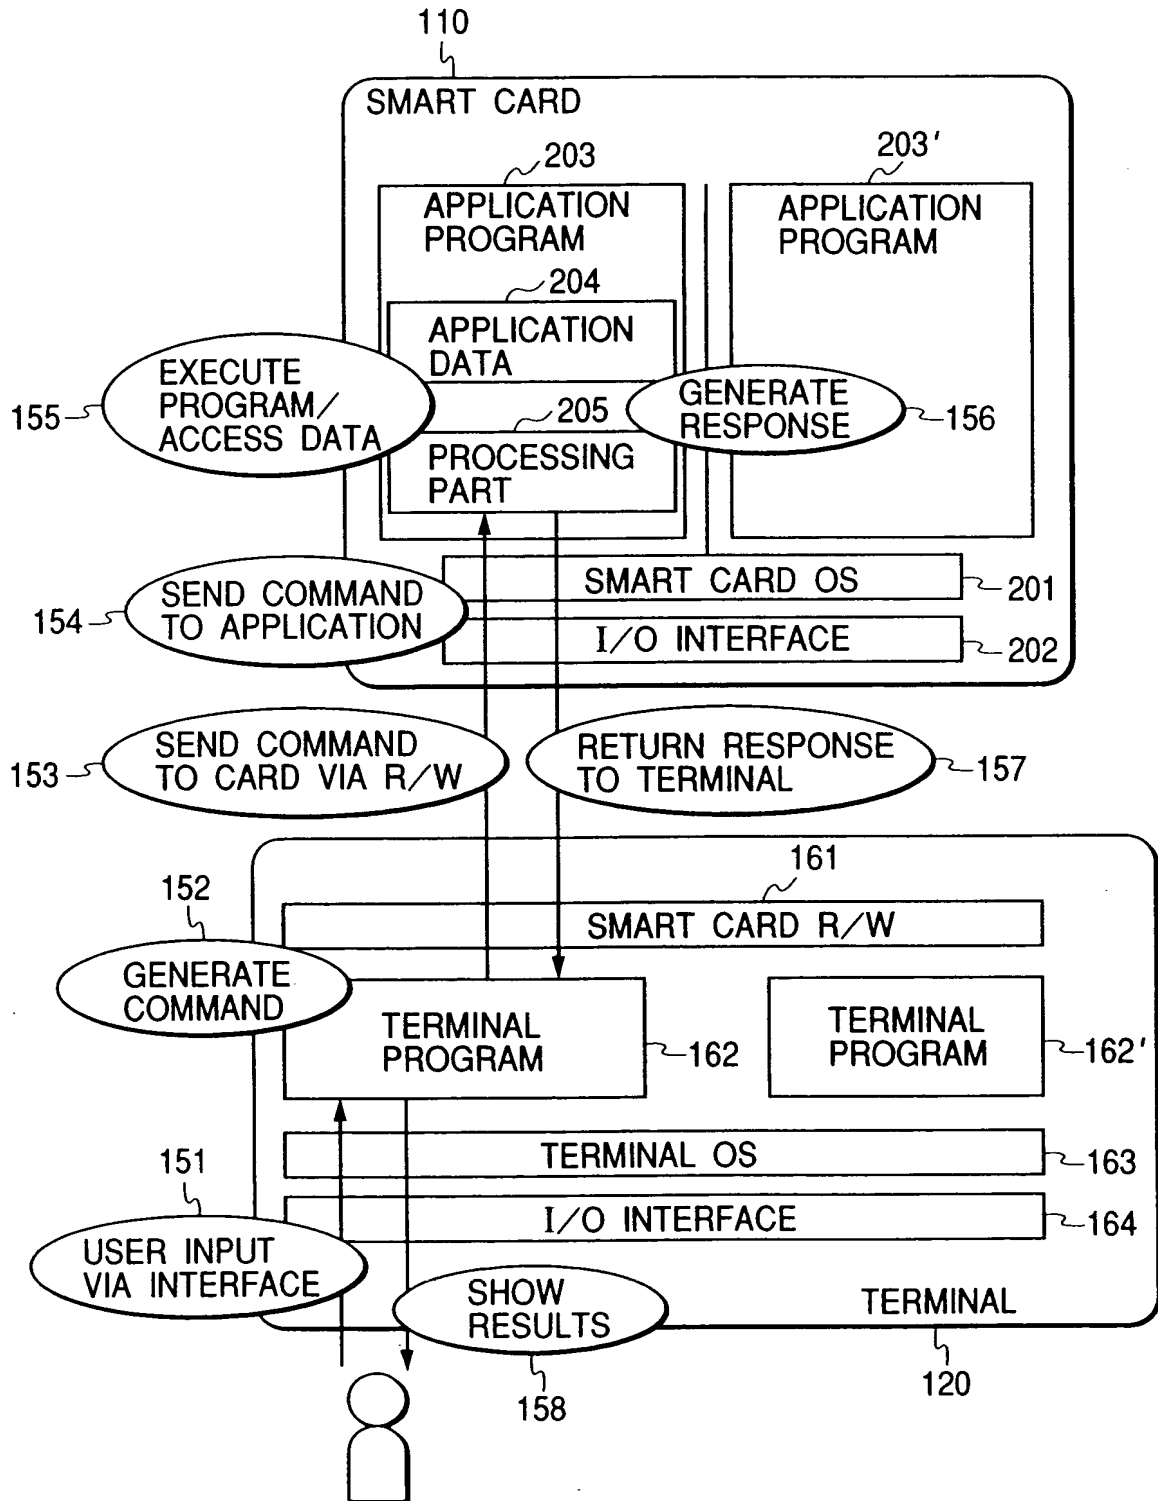 110
SMART CARD
203
203'
APPLICATION
PROGRAM
APPLICATION
PROGRAM
204
APPLICATION
DATA
EXECUTE
PROGRAM/
ACCESS DATA
155
GENERATE
RESPONSE
156
205
PROCESSING
PART
SMART CARD OS
201
SEND COMMAND
TO APPLICATION
154
I/O INTERFACE
202
SEND COMMAND
TO CARD VIA R/W
153
RETURN RESPONSE
TO TERMINAL
157
161
152
SMART CARD R/W
GENERATE
COMMAND
TERMINAL
PROGRAM
162
TERMINAL
PROGRAM
162'
TERMINAL OS
163
151
I/O INTERFACE
164
USER INPUT
VIA INTERFACE
SHOW
RESULTS
TERMINAL
158
120